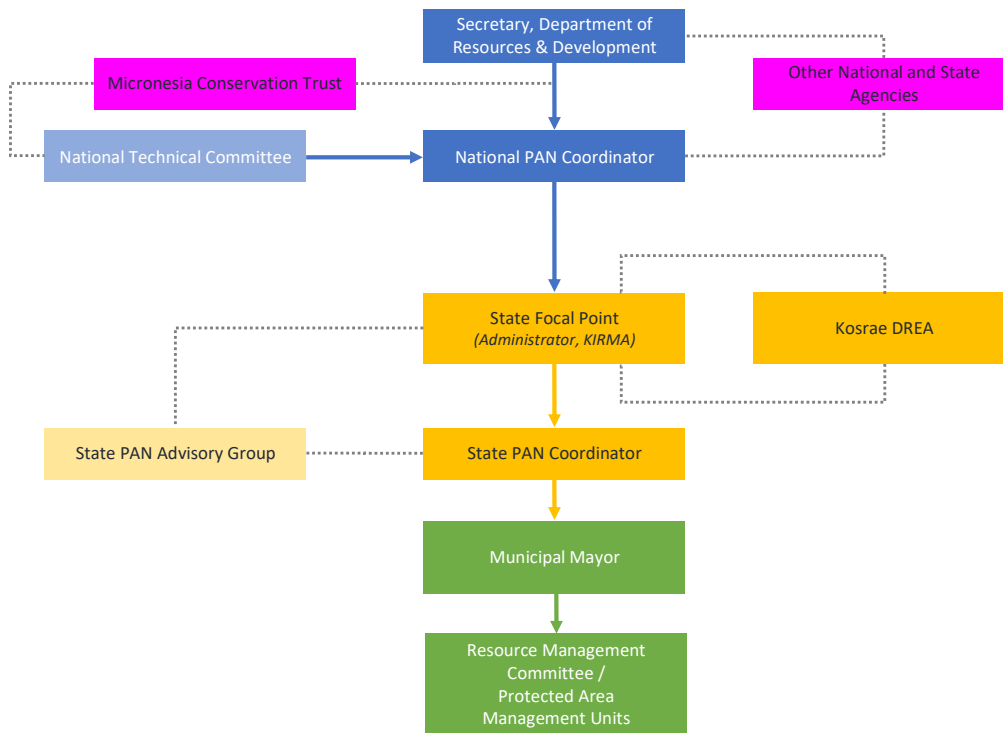 Secretary, Department of
Resources & Development
Micronesia Conservation Trust
Other National and State
Agencies
National Technical Committee
National PAN Coordinator
State Focal Point
(Administrator, KIRMA)
Kosrae DREA
State PAN Advisory Group
State PAN Coordinator
Municipal Mayor
Resource Management
Committee /
Protected Area
Management Units